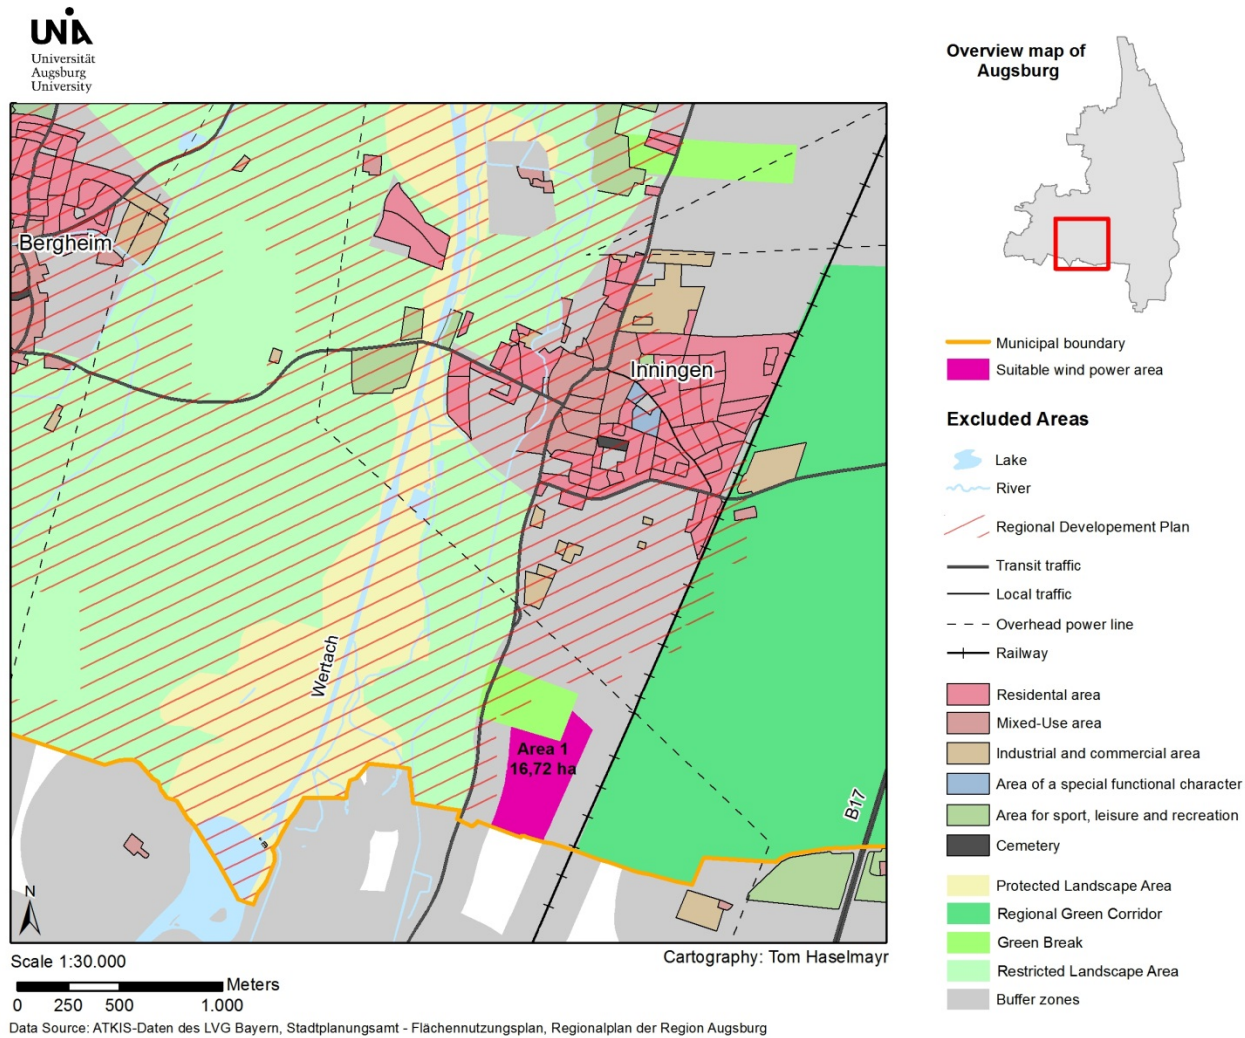 UNIA
Universität
Augsburg
University
Overview map of
Augsburg
Bergheim
Inningen
Wertach
Area 1
16,72 ha
B17
N
Municipal boundary
Suitable wind power area
Excluded Areas
Lake
River
Regional Developement Plan
Transit traffic
Local traffic
Overhead power line
Railway
Residental area
Mixed-Use area
Industrial and commercial area
Area of a special functional character
Area for sport, leisure and recreation
Cemetery
Protected Landscape Area
Regional Green Corridor
Green Break
Restricted Landscape Area
Buffer zones
Scale 1:30.000
Cartography: Tom Haselmayr
Meters
0 250 500 1.000
Data Source: ATKIS-Daten des LVG Bayern, Stadtplanungsamt - Flächennutzungsplan, Regionalplan der Region Augsburg